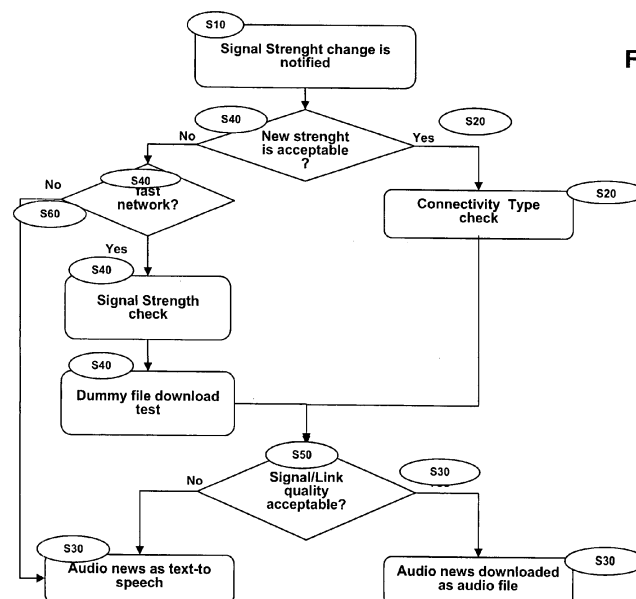 S10
Signal Strenght change is
notified
F
S40
S20
No
New strenght
is acceptable
?
Yes
No
S40
fast
network?
S60
S20
Connectivity Type
check
Yes
S40
Signal Strength
check
S40
Dummy file download
test
S50
S30
No
Signal/Link
quality
acceptable?
S30
Audio news as text-to
speech
S30
Audio news downloaded
as audio file